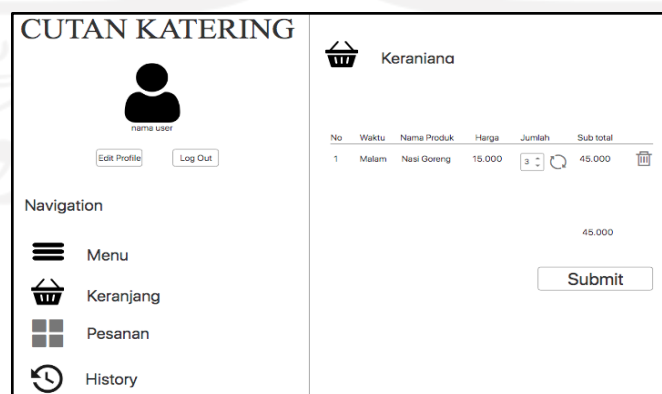 CUTAN KATERING
nama user
Edit Profile
Log Out
Navigation
Menu
Keranjang
Pesanan
History
Keranjang
No Waktu Nama Produk Harga Jumlah Sub total
1 Malam Nasi Goreng 15.000 3 45.000
45.000
Submit